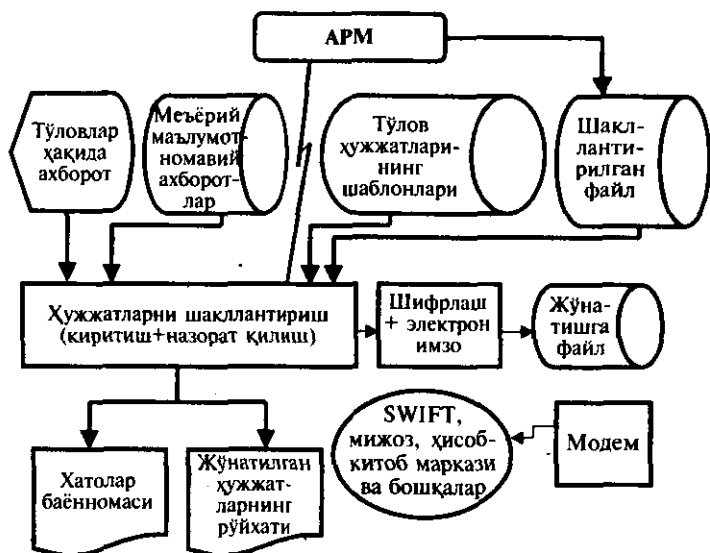 АРМ
Тўловлар
ҳақида
ахборот
Меъёрий
маълумот-
номавий
ахборот-
лар
Тўлов
ҳужжатлари-
нинг
шаблонлари
Шакл-
ланти-
рилган
файл
Ҳужжатларни шакллантириш
(киритиш+назорат қилиш)
Шифрлаш
+ электрон
имзо
Жўна-
тишга
файл
Хатолар
баённомаси
Жўнатилган
ҳужжат-
ларнинг
рўйхати
SWIFT,
мижоз, ҳисоб-
китоб маркази
ва бошқалар
Модем